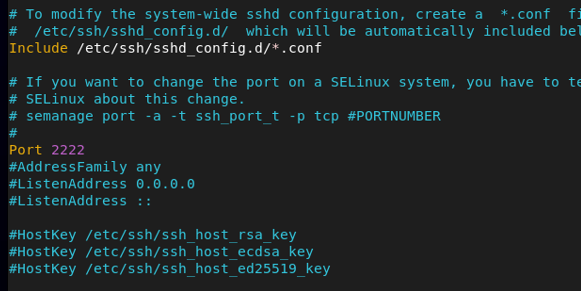 # To modify the system-wide sshd configuration, create a  *.conf
#  /etc/ssh/sshd_config.d/  which will be automatically included
Include /etc/ssh/sshd_config.d/*.conf
# If you want to change the port on a SELinux system, you have to
# SELinux about this change.
# semanage port -a -t ssh_port_t -p tcp #PORTNUMBER
#
Port 2222
#AddressFamily any
#ListenAddress 0.0.0.0
#ListenAddress ::
#HostKey /etc/ssh/ssh_host_rsa_key
#HostKey /etc/ssh/ssh_host_ecdsa_key
#HostKey /etc/ssh/ssh_host_ed25519_key